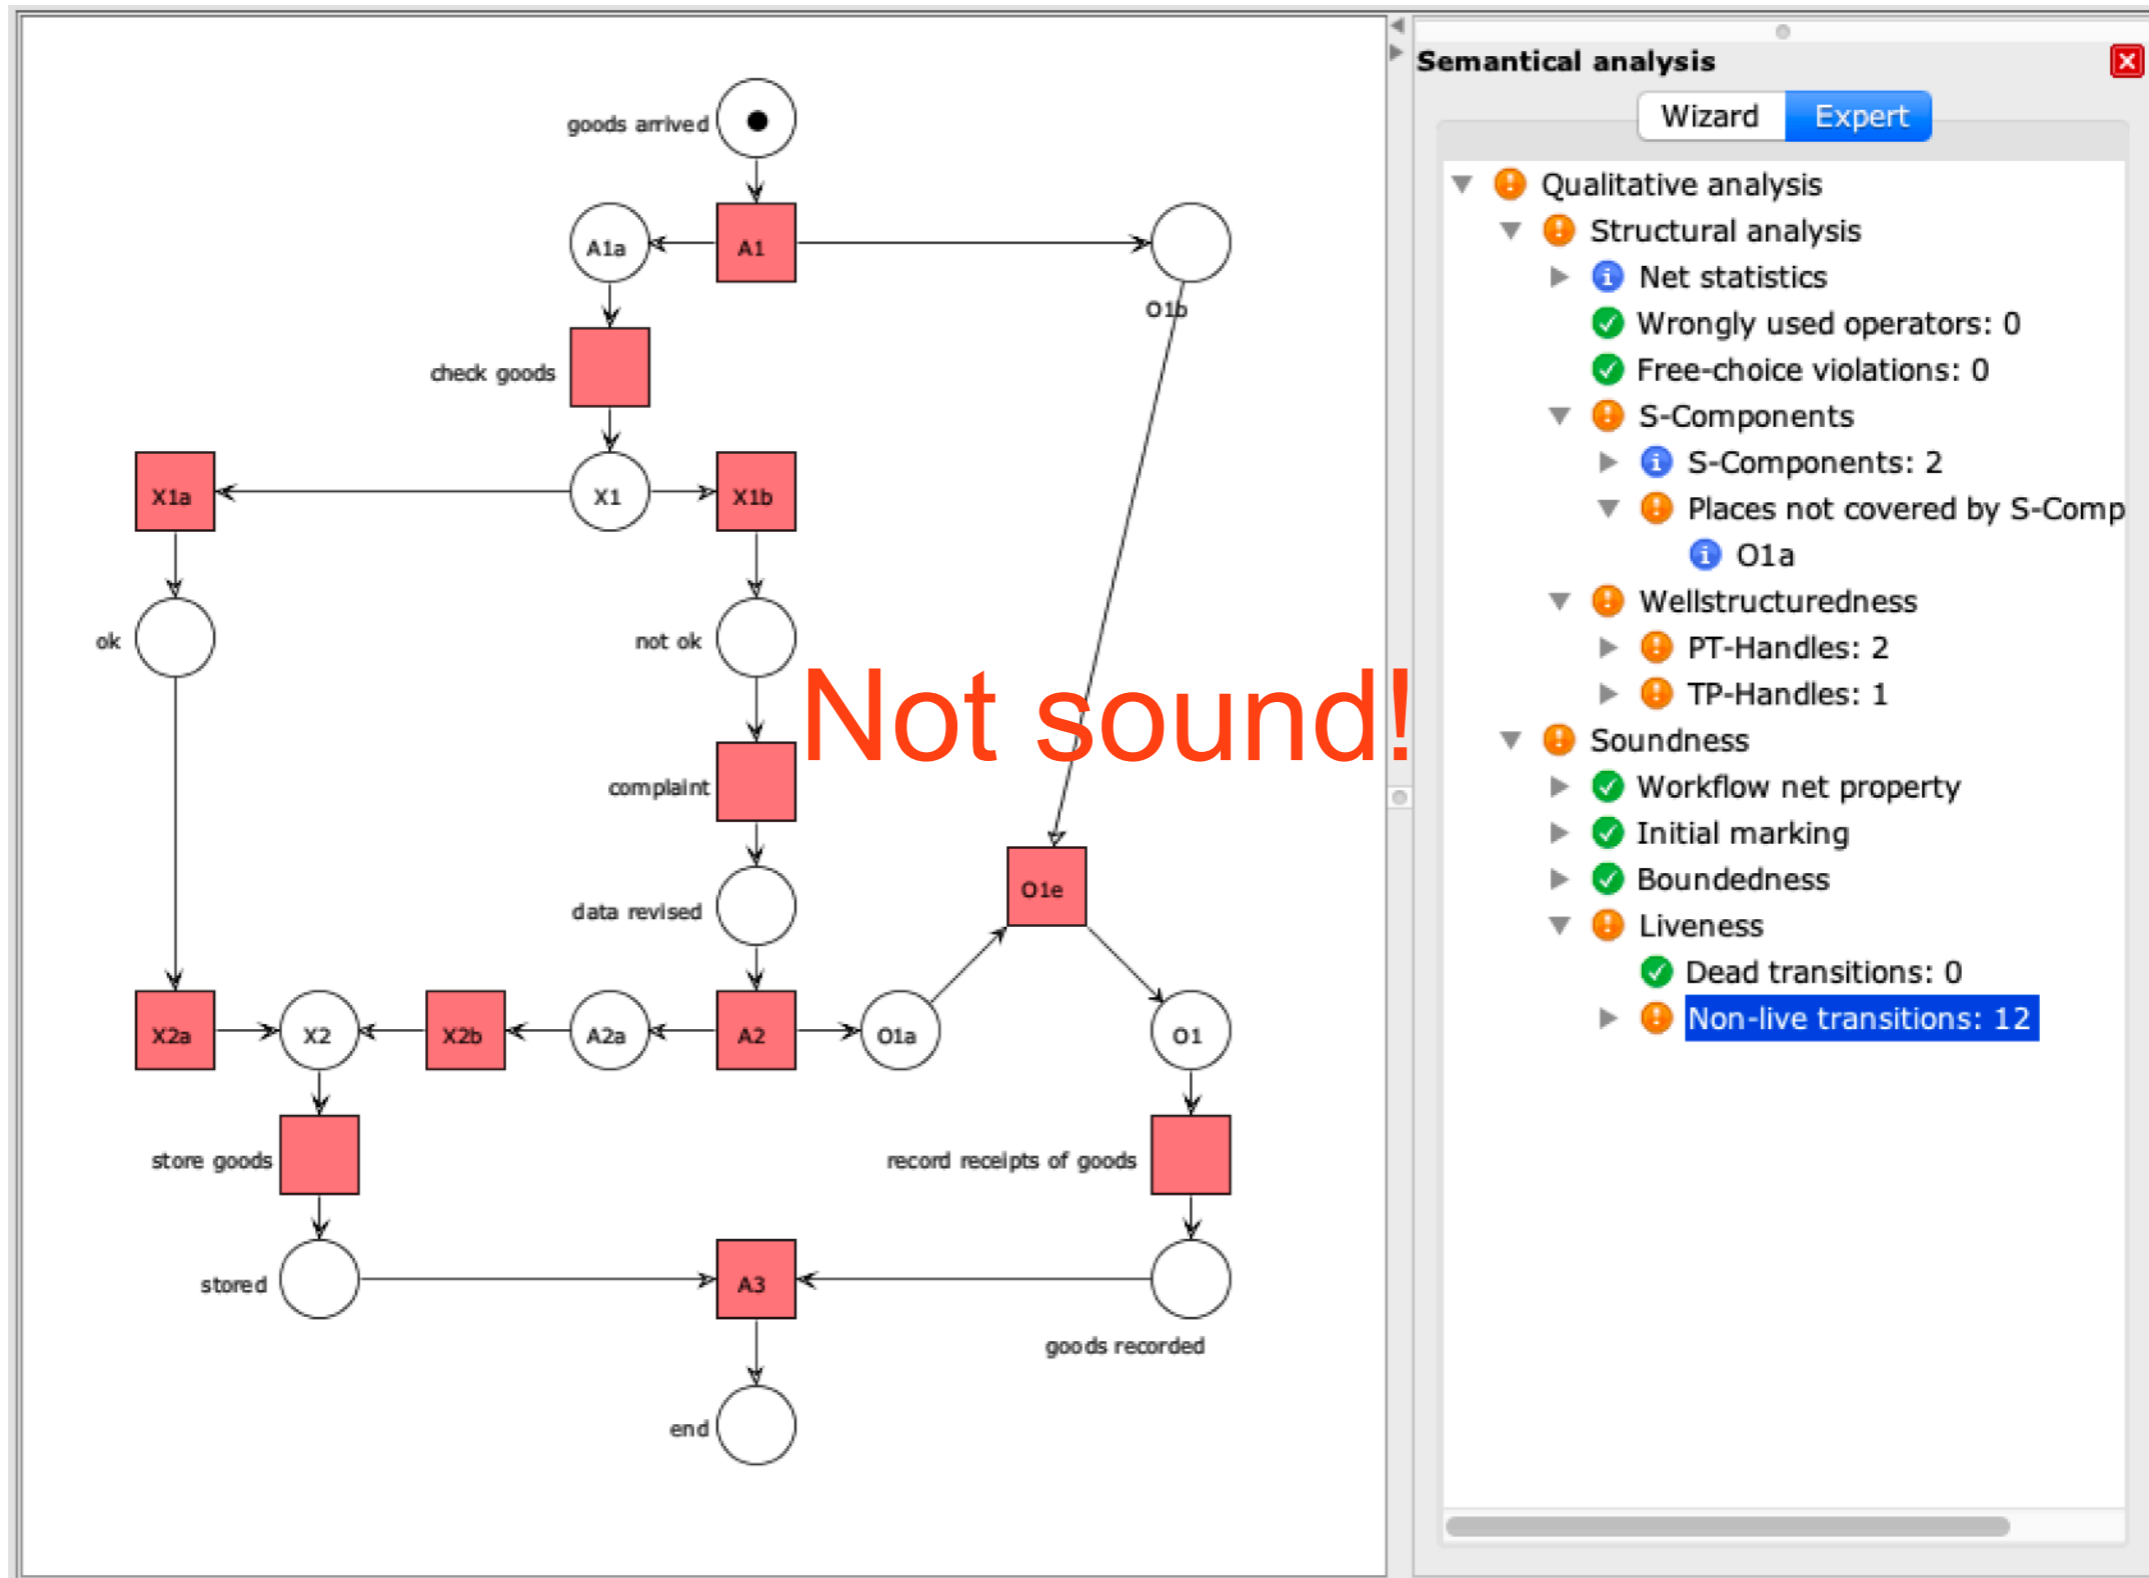 goods arrived
A1a
A1
O1b
check goods
X1a
X1
X1b
ok
not ok
Not sound!
complaint
O1e
data revised
X2a
X2
X2b
A2a
A2
O1a
O1
store goods
record receipts of goods
stored
A3
goods recorded
end
Semantical analysis
Wizard
Expert
Qualitative analysis
Structural analysis
Net statistics
Wrongly used operators: 0
Free-choice violations: 0
S-Components
S-Components: 2
Places not covered by S-Comp
O1a
Wellstructuredness
PT-Handles: 2
TP-Handles: 1
Soundness
Workflow net property
Initial marking
Boundedness
Liveness
Dead transitions: 0
Non-live transitions: 12